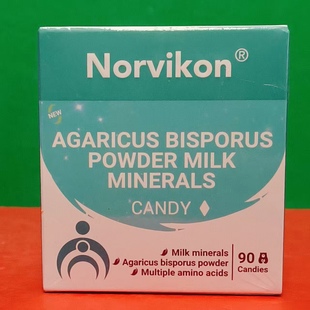 Norvikon®
NEW
AGARICUS BISPORUS
POWDER MILK
MINERALS
CANDY
Milk minerals
Agaricus bisporus powder
Multiple amino acids
90
Candies